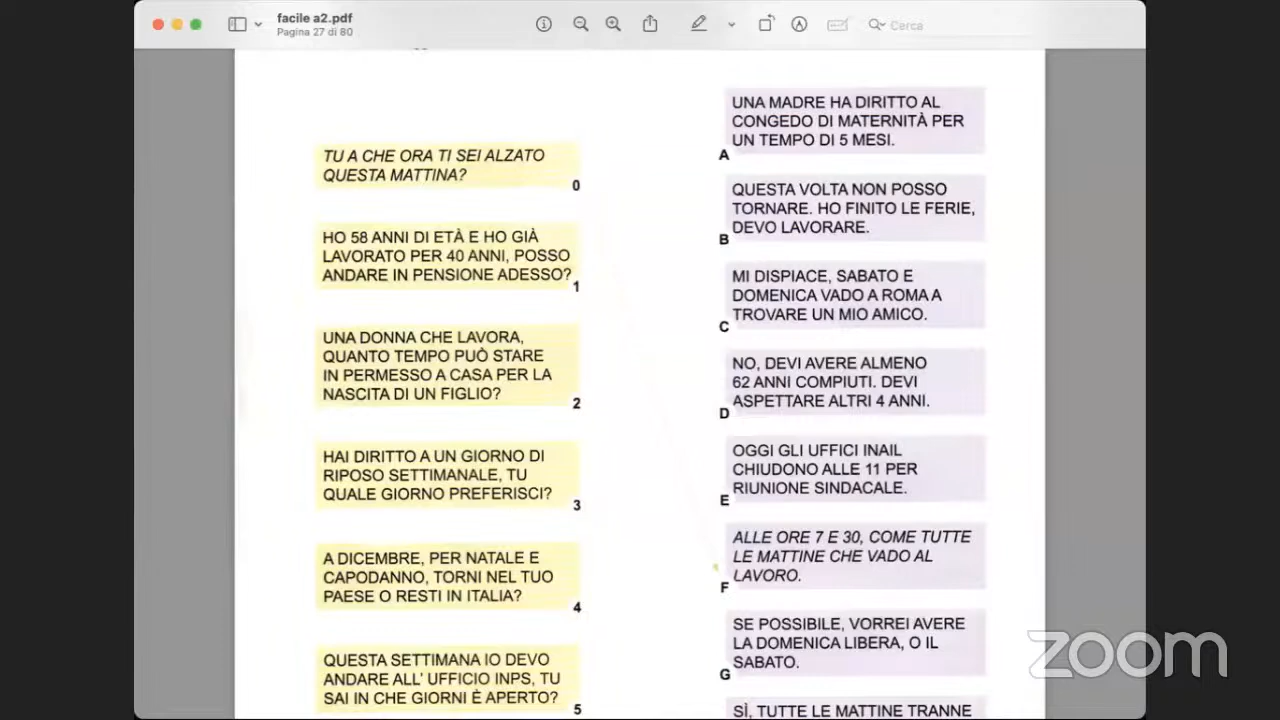 facile a2.pdf
Pagina 27 di 80
Cerca
TU A CHE ORA TI SEI ALZATO
QUESTA MATTINA?
0
HO 58 ANNI DI ETÀ E HO GIÀ
LAVORATO PER 40 ANNI, POSSO
ANDARE IN PENSIONE ADESSO?
1
UNA DONNA CHE LAVORA,
QUANTO TEMPO PUÒ STARE
IN PERMESSO A CASA PER LA
NASCITA DI UN FIGLIO?
2
HAI DIRITTO A UN GIORNO DI
RIPOSO SETTIMANALE, TU
QUALE GIORNO PREFERISCI?
3
A DICEMBRE, PER NATALE E
CAPODANNO, TORNI NEL TUO
PAESE O RESTI IN ITALIA?
4
QUESTA SETTIMANA IO DEVO
ANDARE ALL' UFFICIO INPS, TU
SAI IN CHE GIORNI È APERTO?
5
UNA MADRE HA DIRITTO AL
CONGEDO DI MATERNITÀ PER
UN TEMPO DI 5 MESI.
A
QUESTA VOLTA NON POSSO
TORNARE. HO FINITO LE FERIE,
DEVO LAVORARE.
B
MI DISPIACE, SABATO E
DOMENICA VADO A ROMA A
TROVARE UN MIO AMICO.
C
NO, DEVI AVERE ALMENO
62 ANNI COMPIUTI. DEVI
ASPETTARE ALTRI 4 ANNI.
D
OGGI GLI UFFICI INAIL
CHIUDONO ALLE 11 PER
RIUNIONE SINDACALE.
E
ALLE ORE 7 E 30, COME TUTTE
LE MATTINE CHE VADO AL
LAVORO.
F
SE POSSIBILE, VORREI AVERE
LA DOMENICA LIBERA, O IL
SABATO.
G
SÌ, TUTTE LE MATTINE TRANNE
zoom